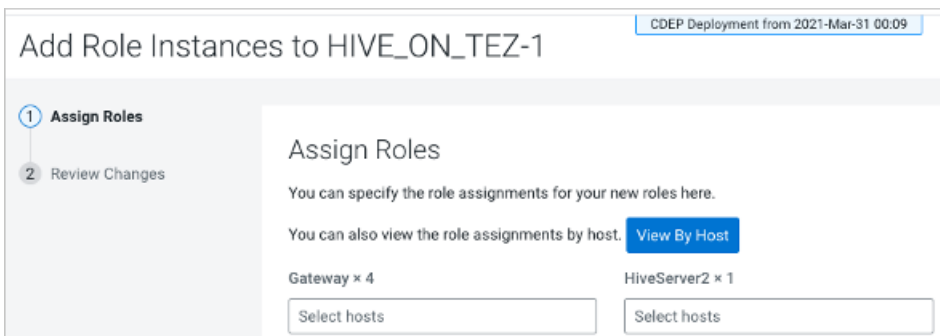 CDEP Deployment from 2021-Mar-31 00:09
Add Role Instances to HIVE_ON_TEZ-1
1 Assign Roles
2 Review Changes
Assign Roles
You can specify the role assignments for your new roles here.
You can also view the role assignments by host. View By Host
Gateway × 4 HiveServer2 × 1
Select hosts Select hosts